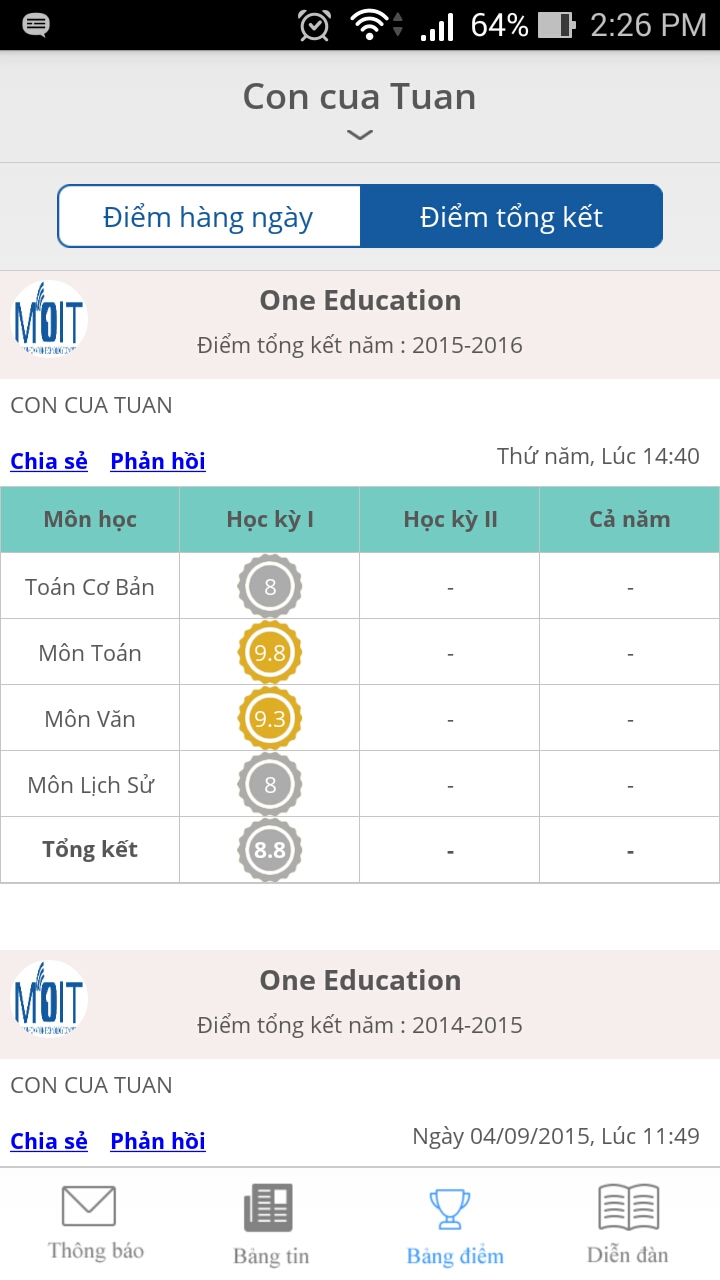 64% 2:26 PM
Con cua Tuan
Điểm hàng ngày Điểm tổng kết
MOIT
One Education
Điểm tổng kết năm : 2015-2016
CON CUA TUAN
Chia sẻ Phản hồi Thứ năm, Lúc 14:40
Môn học Học kỳ I Học kỳ II Cả năm
Toán Cơ Bản 8 - -
Môn Toán 9.8 - -
Môn Văn 9.3 - -
Môn Lịch Sử 8 - -
Tổng kết 8.8 - -
MOIT
One Education
Điểm tổng kết năm : 2014-2015
CON CUA TUAN
Chia sẻ Phản hồi Ngày 04/09/2015, Lúc 11:49
Thông báo Bảng tin Bảng điểm Diễn đàn